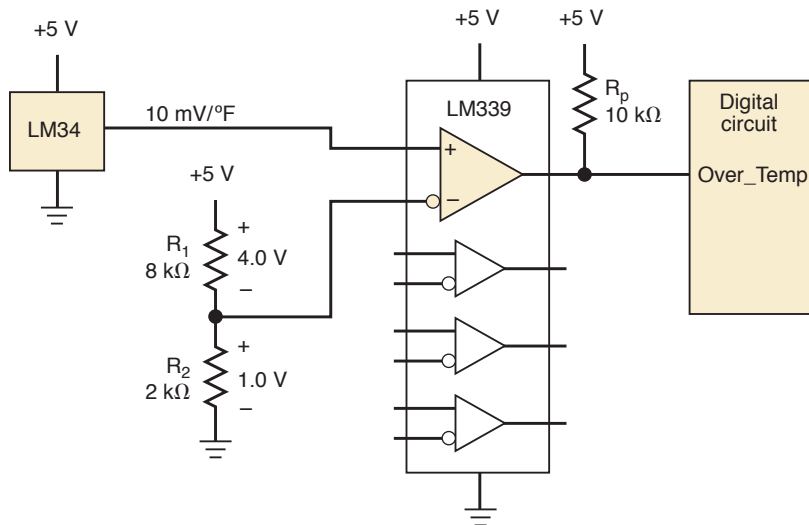 +5 V
+5 V
+5 V
LM34
10 mV/ºF
LM339
Rp
10 kΩ
Digital
circuit
Over_Temp
+
–
+5 V
R1
8 kΩ
+
4.0 V
–
R2
2 kΩ
+
1.0 V
–